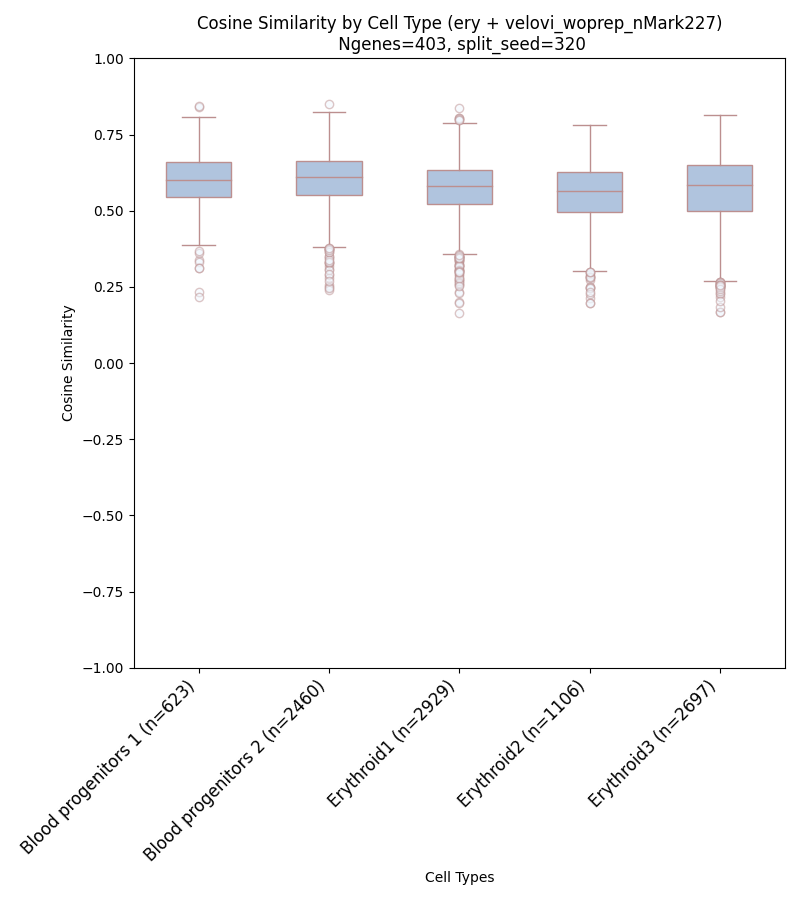 Cosine Similarity by Cell Type (ery + velovi_woprep_nMark227)
Ngenes=403, split_seed=320
1.00
0.75
0.50
0.25
0.00
−0.25
−0.50
−0.75
−1.00
Cosine Similarity
Blood progenitors 1 (n=623)
Blood progenitors 2 (n=2460)
Erythroid1 (n=2929)
Erythroid2 (n=1106)
Erythroid3 (n=2697)
Cell Types